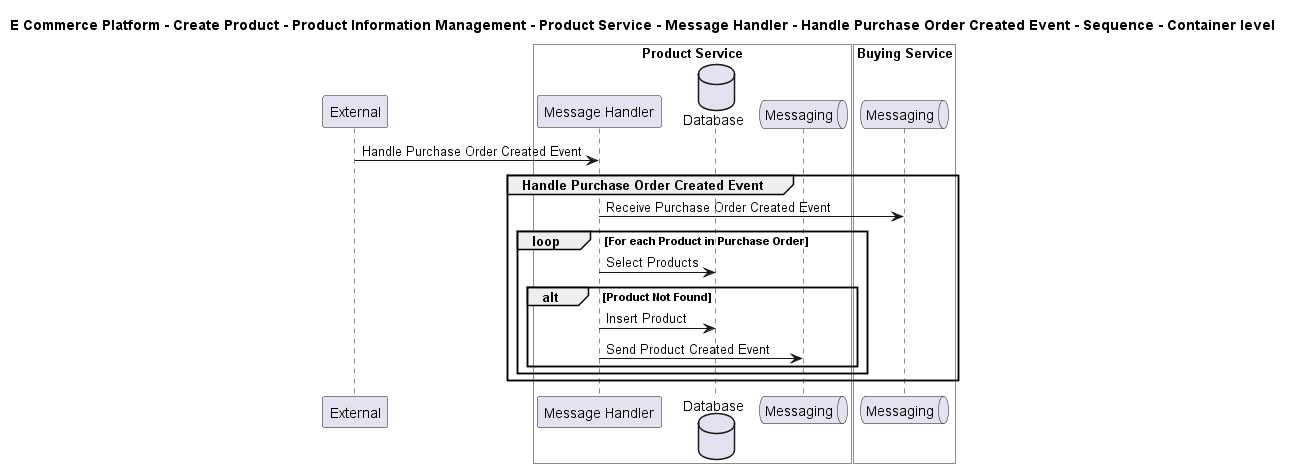 E Commerce Platform - Create Product - Product Information Management - Product Service - Message Handler - Handle Purchase Order Created Event - Sequence - Container level
Product Service
Buying Service
External
Message Handler
Database
Messaging
Messaging
Handle Purchase Order Created Event
Handle Purchase Order Created Event
Receive Purchase Order Created Event
loop
[For each Product in Purchase Order]
Select Products
alt
[Product Not Found]
Insert Product
Send Product Created Event
External
Message Handler
Database
Messaging
Messaging